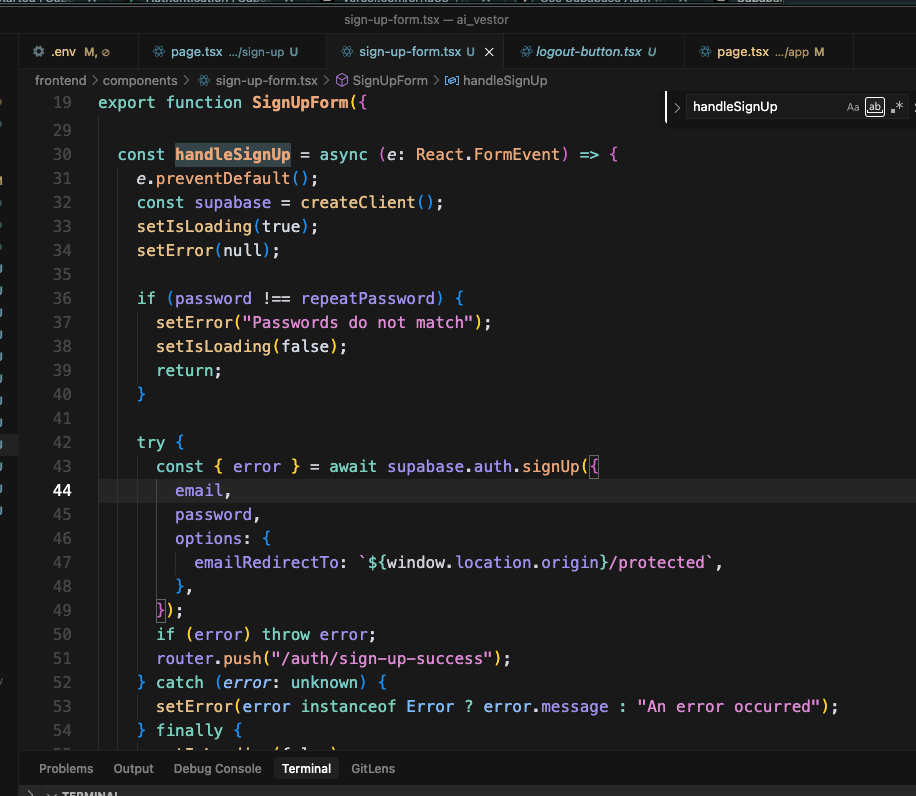 sign-up-form.tsx — ai_vestor
.env M, ⊘ page.tsx .../sign-up U sign-up-form.tsx U × logout-button.tsx U page.tsx .../app M
frontend > components > sign-up-form.tsx > SignUpForm > handleSignUp
handleSignUp Aa ab .*
19 export function SignUpForm({
29
30 const handleSignUp = async (e: React.FormEvent) => {
31 e.preventDefault();
32 const supabase = createClient();
33 setIsLoading(true);
34 setError(null);
35
36 if (password !== repeatPassword) {
37 setError("Passwords do not match");
38 setIsLoading(false);
39 return;
40 }
41
42 try {
43 const { error } = await supabase.auth.signUp({
44 email,
45 password,
46 options: {
47 emailRedirectTo: `${window.location.origin}/protected`,
48 },
49 });
50 if (error) throw error;
51 router.push("/auth/sign-up-success");
52 } catch (error: unknown) {
53 setError(error instanceof Error ? error.message : "An error occurred");
54 } finally {
Problems Output Debug Console Terminal GitLens
TERMINAL